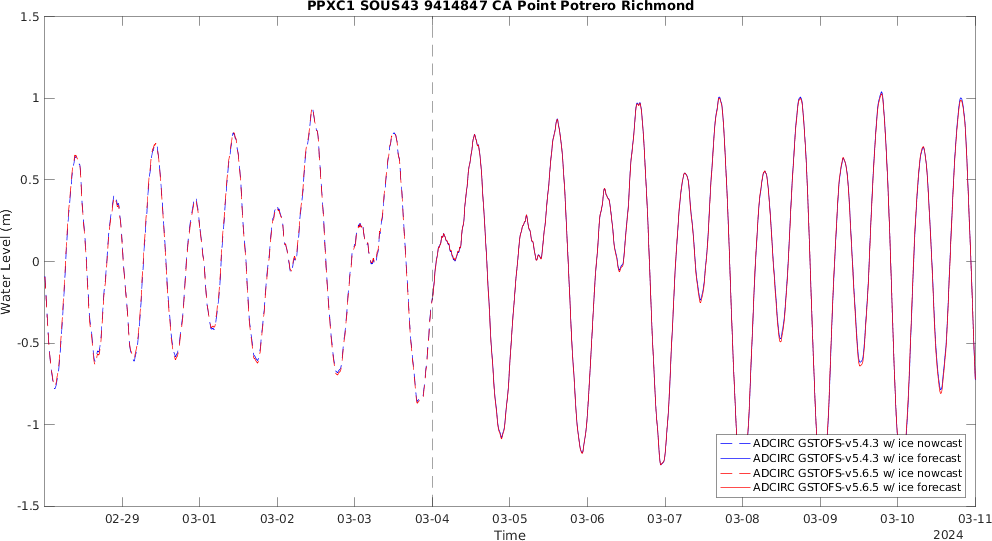 PPXC1 SOUS43 9414847 CA Point Potrero Richmond
1.5
1
0.5
0
-0.5
-1
-1.5
Water Level (m)
ADCIRC GSTOFS-v5.4.3 w/ ice nowcast
ADCIRC GSTOFS-v5.4.3 w/ ice forecast
ADCIRC GSTOFS-v5.6.5 w/ ice nowcast
ADCIRC GSTOFS-v5.6.5 w/ ice forecast
02-29 03-01 03-02 03-03 03-04 03-05 03-06 03-07 03-08 03-09 03-10 03-11
Time
2024